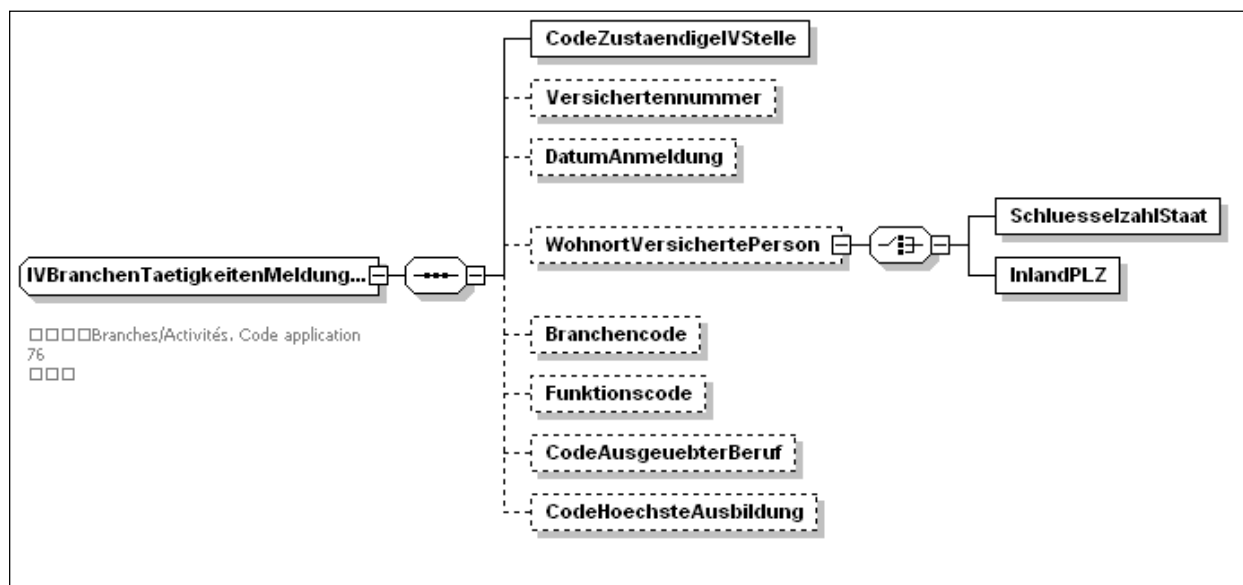 CodeZustaendigeIVStelle
Versichertennummer
DatumAnmeldung
WohnortVersichertePerson
SchluesselzahlStaat
InlandPLZ
IVBranchenTaetigkeitenMeldung...
□□□□Branches/Activités. Code application
76
□□□
Branchencode
Funktionscode
CodeAusgeuebterBeruf
CodeHoechsteAusbildung